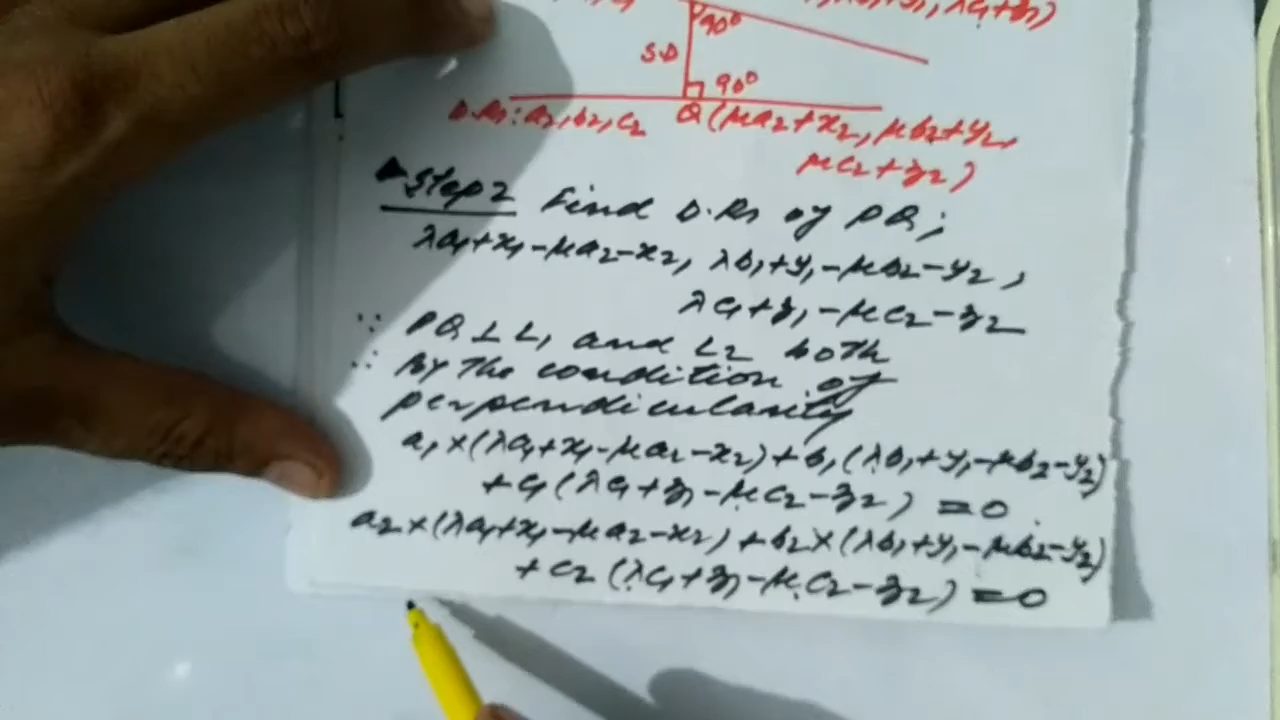 λc₁+z₁)
90°
S.D
90°
D.Rs: a₂, b₂, c₂ Q(μa₂+x₂, μb₂+y₂,
μc₂+z₂)
Step 2 Find D.Rs of PQ;
λa₁+x₁-μa₂-x₂, λb₁+y₁-μb₂-y₂,
λc₁+z₁-μc₂-z₂
∵ PQ ⊥ L₁ and L₂ both
∴ By the condition of
perpendicularity
a₁×(λa₁+x₁-μa₂-x₂)+b₁(λb₁+y₁-μb₂-y₂)
+c₁(λc₁+z₁-μc₂-z₂)=0
a₂×(λa₁+x₁-μa₂-x₂)+b₂×(λb₁+y₁-μb₂-y₂)
+c₂(λc₁+z₁-μc₂-z₂)=0